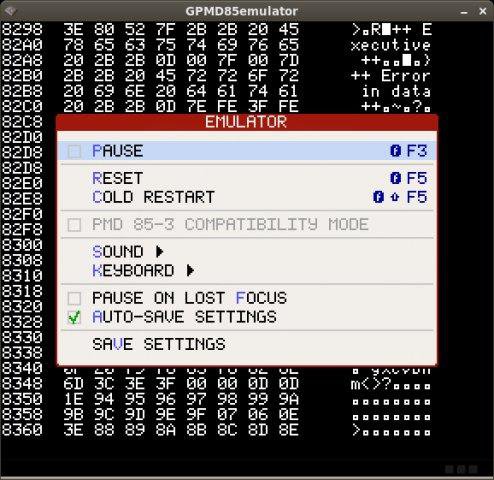 GPMD85emulator
8298 3E 80 52 7F 2B 2B 20 45 >.R█++ E
82A0 78 65 63 75 74 69 76 65 xecutive
82A8 20 2B 2B 0D 00 7F 00 7D ++..█.}
82B0 2B 2B 20 45 72 72 6F 72 ++ Error
82B8 20 69 6E 20 64 61 74 61 in data
82C0 20 2B 2B 0D 7E FE 3F FE ++.~.?.
82C8
EMULATOR
82D0
82D8
PAUSE F3
82D8
82E0
RESET F5
82E8
COLD RESTART F5
82F0
82F8
PMD 85-3 COMPATIBILITY MODE
8300
8308
SOUND
8310
KEYBOARD
8318
8320
PAUSE ON LOST FOCUS
8328
AUTO-SAVE SETTINGS
8330
8338
SAVE SETTINGS
8340
8348 6D 3C 3E 3F 00 00 0D 0D m<>?....
8350 1E 94 95 96 97 98 99 9A ........
8358 9B 9C 9D 9E 9F 07 06 0E ........
8360 3E 88 89 8A 8B 8C 8D 8E >.......